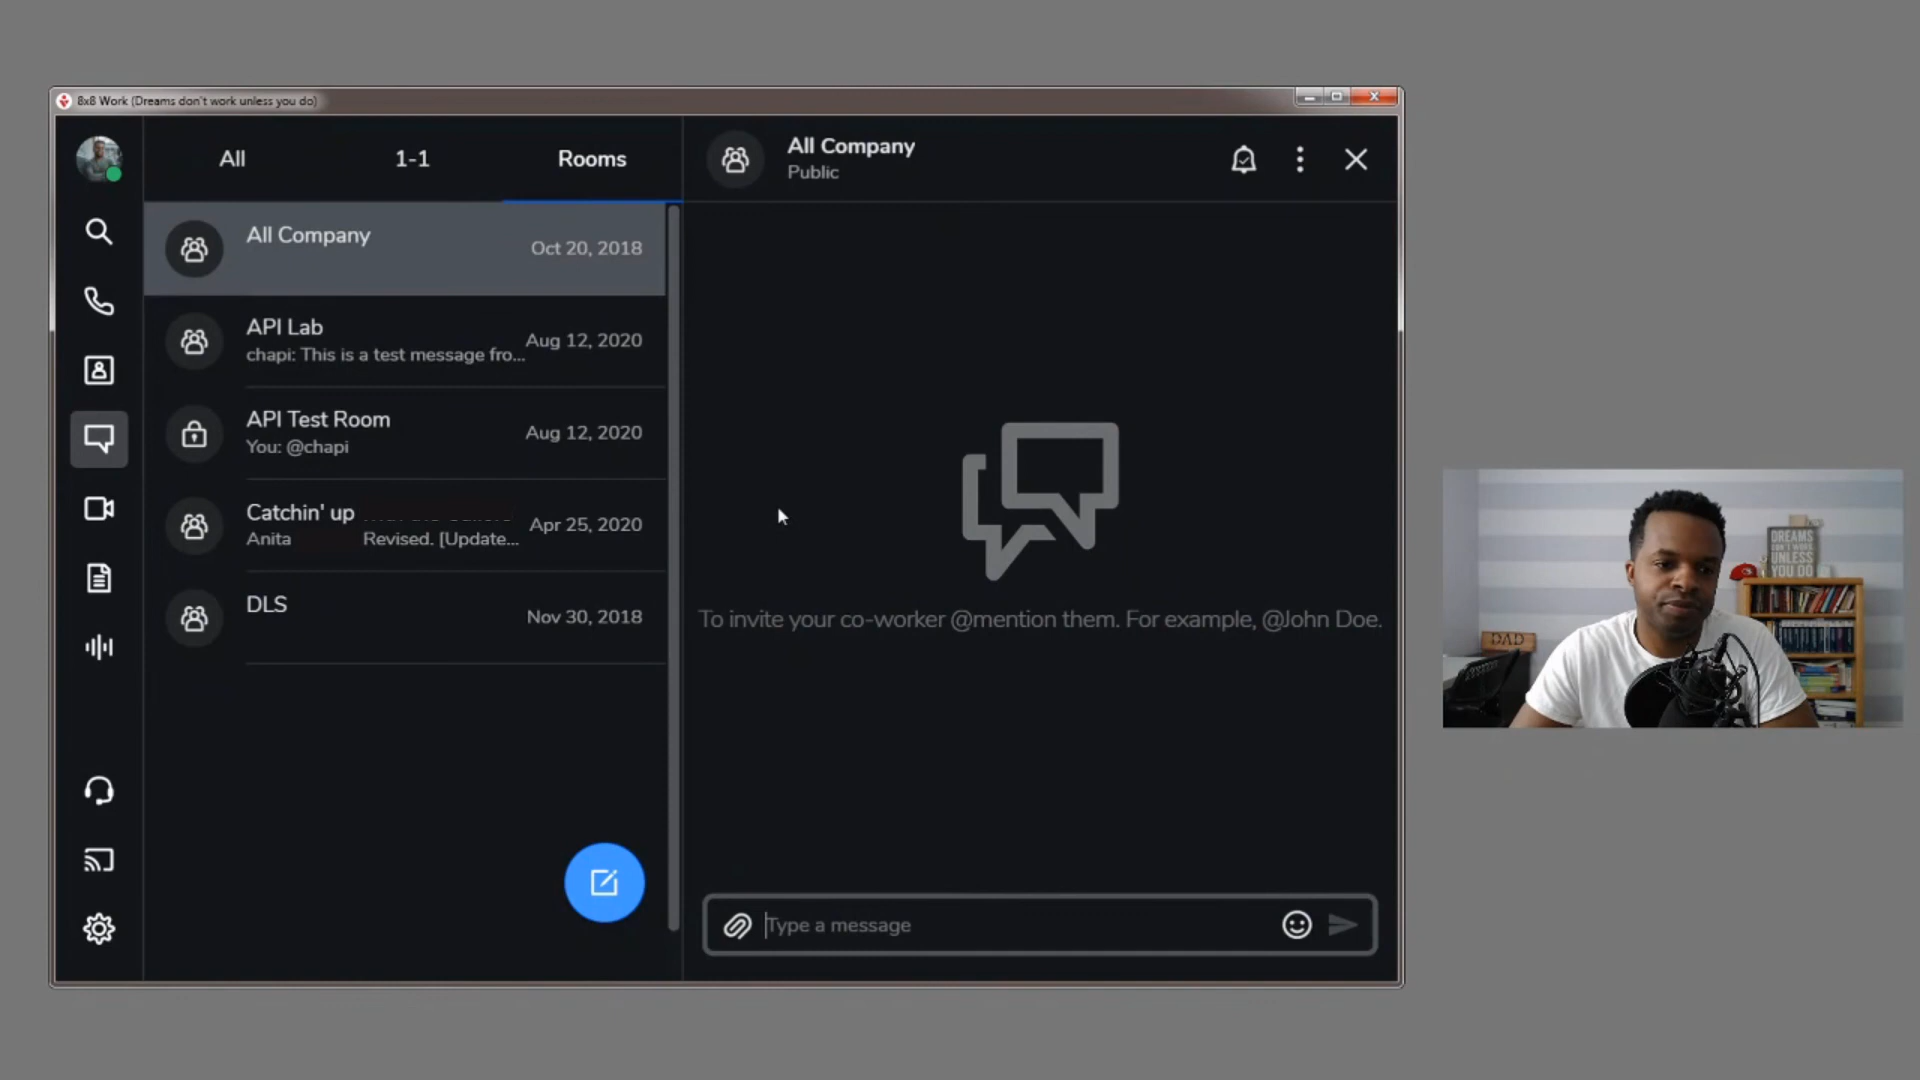 8x8 Work (Dreams don't work unless you do)
All
1-1
Rooms
All Company
Public
All Company
Oct 20, 2018
API Lab
Aug 12, 2020
chapi: This is a test message fro...
API Test Room
Aug 12, 2020
You: @chapi
Catchin' up
Apr 25, 2020
Anita Revised. [Update...
DLS
Nov 30, 2018
To invite your co-worker @mention them. For example, @John Doe.
Type a message
DREAMS
DON'T WORK
UNLESS
YOU DO
DAD